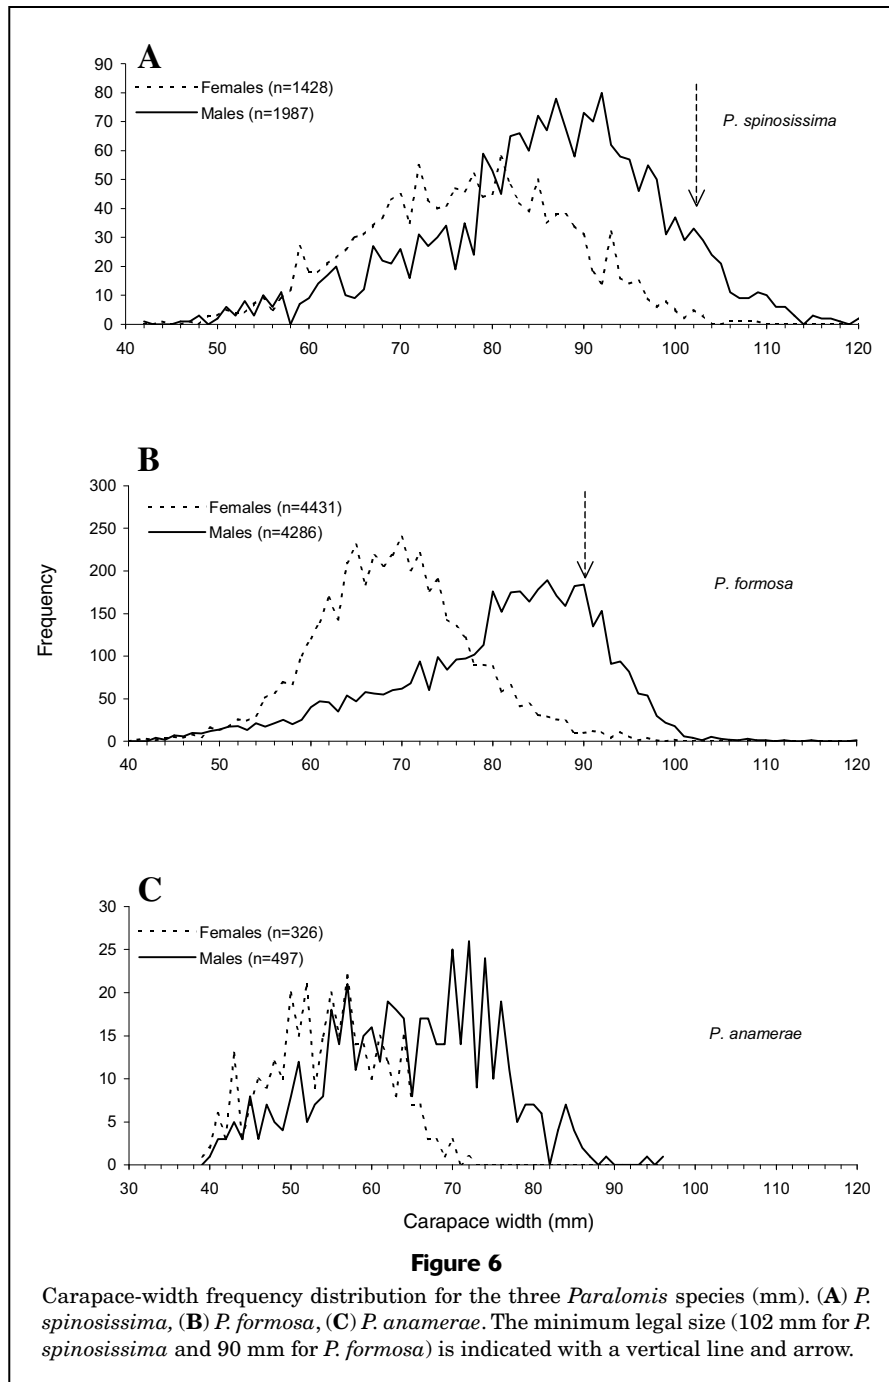 A
90
80
70
60
50
40
30
20
10
0
Females (n=1428)
Males (n=1987)
P. spinosissima
40 50 60 70 80 90 100 110 120
B
300
250
200
150
100
50
0
Females (n=4431)
Males (n=4286)
P. formosa
Frequency
40 50 60 70 80 90 100 110 120
C
30
25
20
15
10
5
0
Females (n=326)
Males (n=497)
P. anamerae
30 40 50 60 70 80 90 100 110 120
Carapace width (mm)
Figure 6
Carapace-width frequency distribution for the three Paralomis species (mm). (A) P.
spinosissima, (B) P. formosa, (C) P. anamerae. The minimum legal size (102 mm for P.
spinosissima and 90 mm for P. formosa) is indicated with a vertical line and arrow.